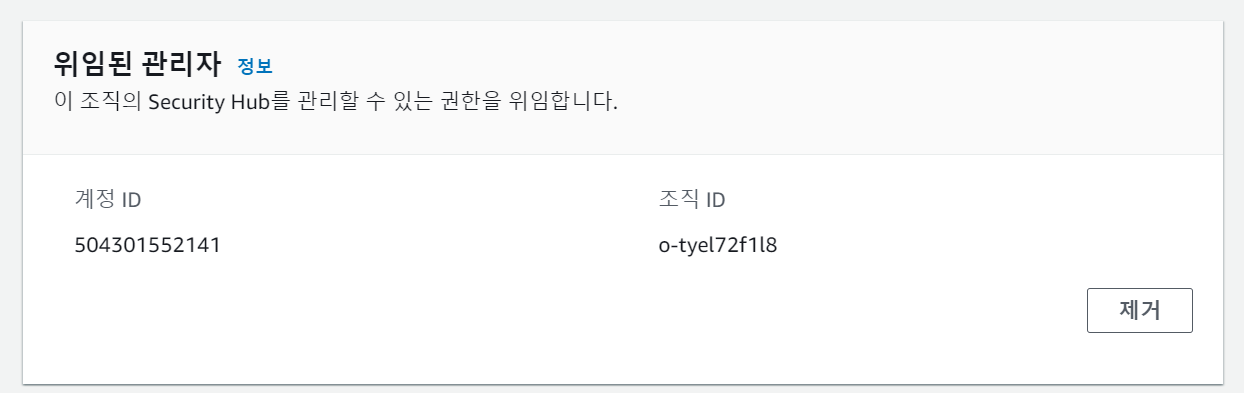 위임된 관리자 정보
이 조직의 Security Hub를 관리할 수 있는 권한을 위임합니다.
계정 ID
504301552141
조직 ID
o-tyel72f1l8
제거